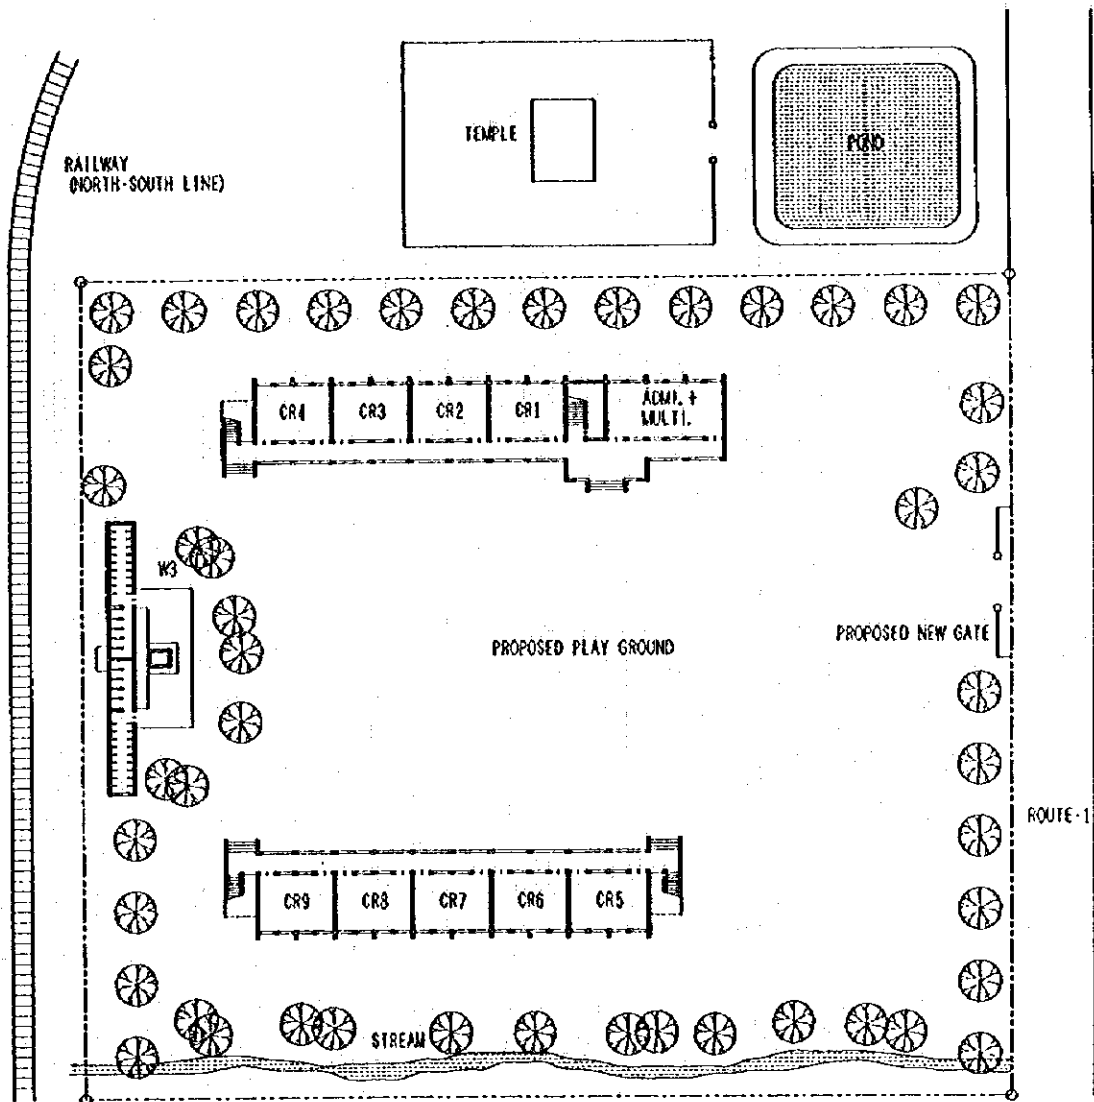 TEMPLE
POND
RAILWAY
(NORTH-SOUTH LINE)
CR4
CR3
CR2
CR1
ADMI. +
MULTI.
W3
PROPOSED PLAY GROUND
PROPOSED NEW GATE
ROUTE-1
CR9
CR8
CR7
CR6
CR5
STREAM